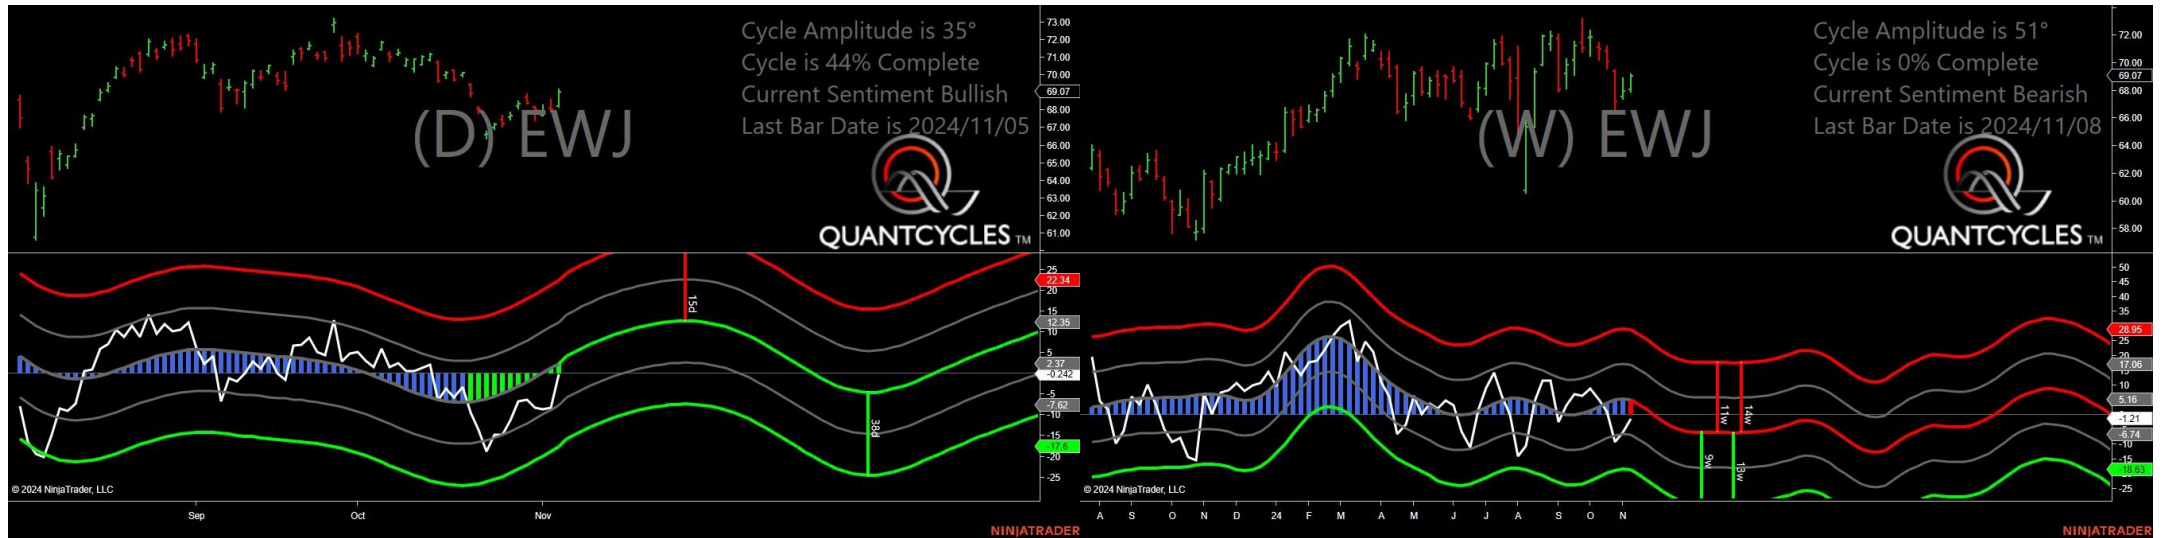 Cycle Amplitude is 35°
Cycle is 44% Complete
Current Sentiment Bullish
Last Bar Date is 2024/11/05
(D) EWJ
QUANTCYCLES TM
73.00
72.00
71.00
70.00
69.07
68.00
67.00
66.00
65.00
64.00
63.00
62.00
61.00
25
22.34
20
15
12.35
10
5
2.37
-0.242
-5
-7.62
-10
-15
-17.6
-20
-25
15d
38d
© 2024 NinjaTrader, LLC
Sep Oct Nov
NINJATRADER
Cycle Amplitude is 51°
Cycle is 0% Complete
Current Sentiment Bearish
Last Bar Date is 2024/11/08
(W) EWJ
QUANTCYCLES TM
72.00
70.00
69.07
68.00
66.00
64.00
62.00
60.00
58.00
50
45
40
35
28.95
25
20
17.06
15
10
5.16
-1.21
-6.74
-10
-15
-18.63
-25
11w
14w
9w
13w
© 2024 NinjaTrader, LLC
A S O N D 24 F M A M J J A S O N
NINJATRADER